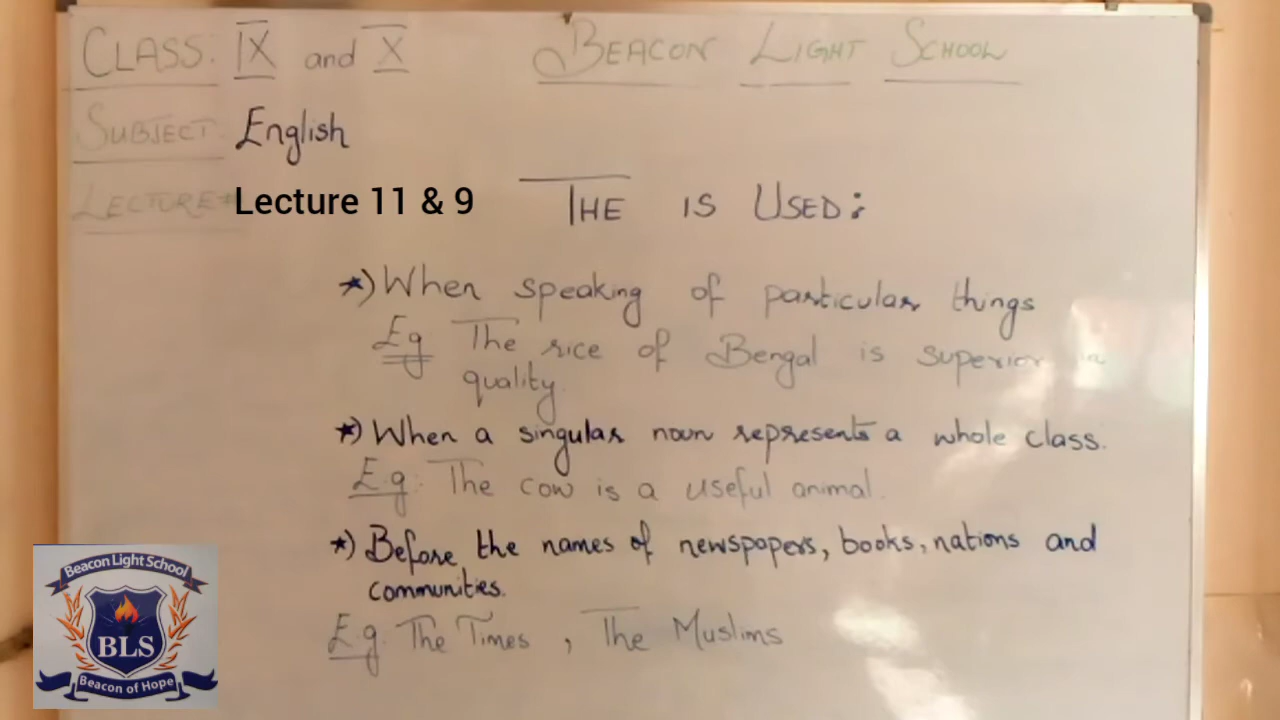 CLASS: IX and X
BEACON LIGHT SCHOOL
SUBJECT: English
LECTURE#
Lecture 11 & 9
THE IS USED:
*) When speaking of particular things
Eg The rice of Bengal is superior in
quality.
*) When a singular noun represents a whole class.
E.g: The cow is a useful animal.
*) Before the names of newspapers, books, nations and
communities.
E.g. The Times, The Muslims
Beacon Light School
BLS
Beacon of Hope